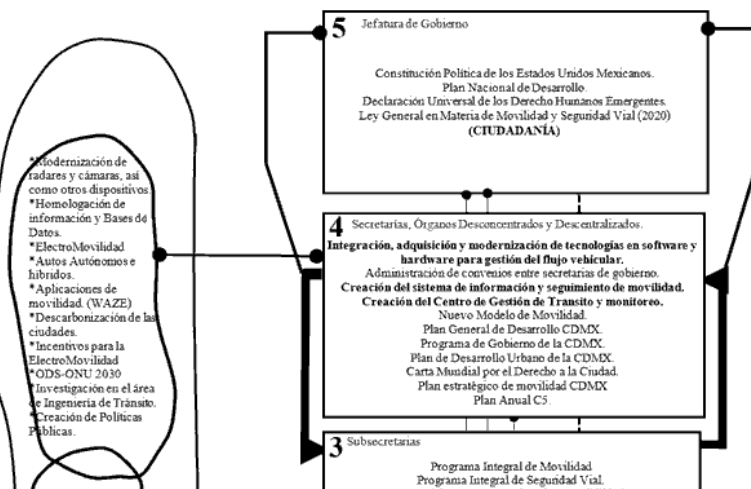 *Modernización de
radares y cámaras, así
como otros dispositivos.
*Homologación de
información y Bases de
Datos.
*ElectroMovilidad
*Autos Autónomos e
híbridos.
*Aplicaciones de
movilidad. (WAZE)
*Descarbonización de las
ciudades.
*Incentivos para la
ElectroMovilidad
*ODS-ONU 2030
*Investigación en el área
de Ingeniería de Tránsito.
*Creación de Políticas
Públicas.
5 Jefatura de Gobierno
Constitución Política de los Estados Unidos Mexicanos.
Plan Nacional de Desarrollo.
Declaración Universal de los Derecho Humanos Emergentes.
Ley General en Materia de Movilidad y Seguridad Vial (2020)
(CIUDADANÍA)
4 Secretarías, Órganos Desconcentrados y Descentralizados.
Integración, adquisición y modernización de tecnologías en software y
hardware para gestión del flujo vehicular.
Administración de convenios entre secretarias de gobierno.
Creación del sistema de información y seguimiento de movilidad.
Creación del Centro de Gestión de Transito y monitoreo.
Nuevo Modelo de Movilidad.
Plan General de Desarrollo CDMX.
Programa de Gobierno de la CDMX.
Plan de Desarrollo Urbano de la CDMX.
Carta Mundial por el Derecho a la Ciudad.
Plan estratégico de movilidad CDMX
Plan Anual C5.
3 Subsecretarias
Programa Integral de Movilidad
Programa Integral de Seguridad Vial.